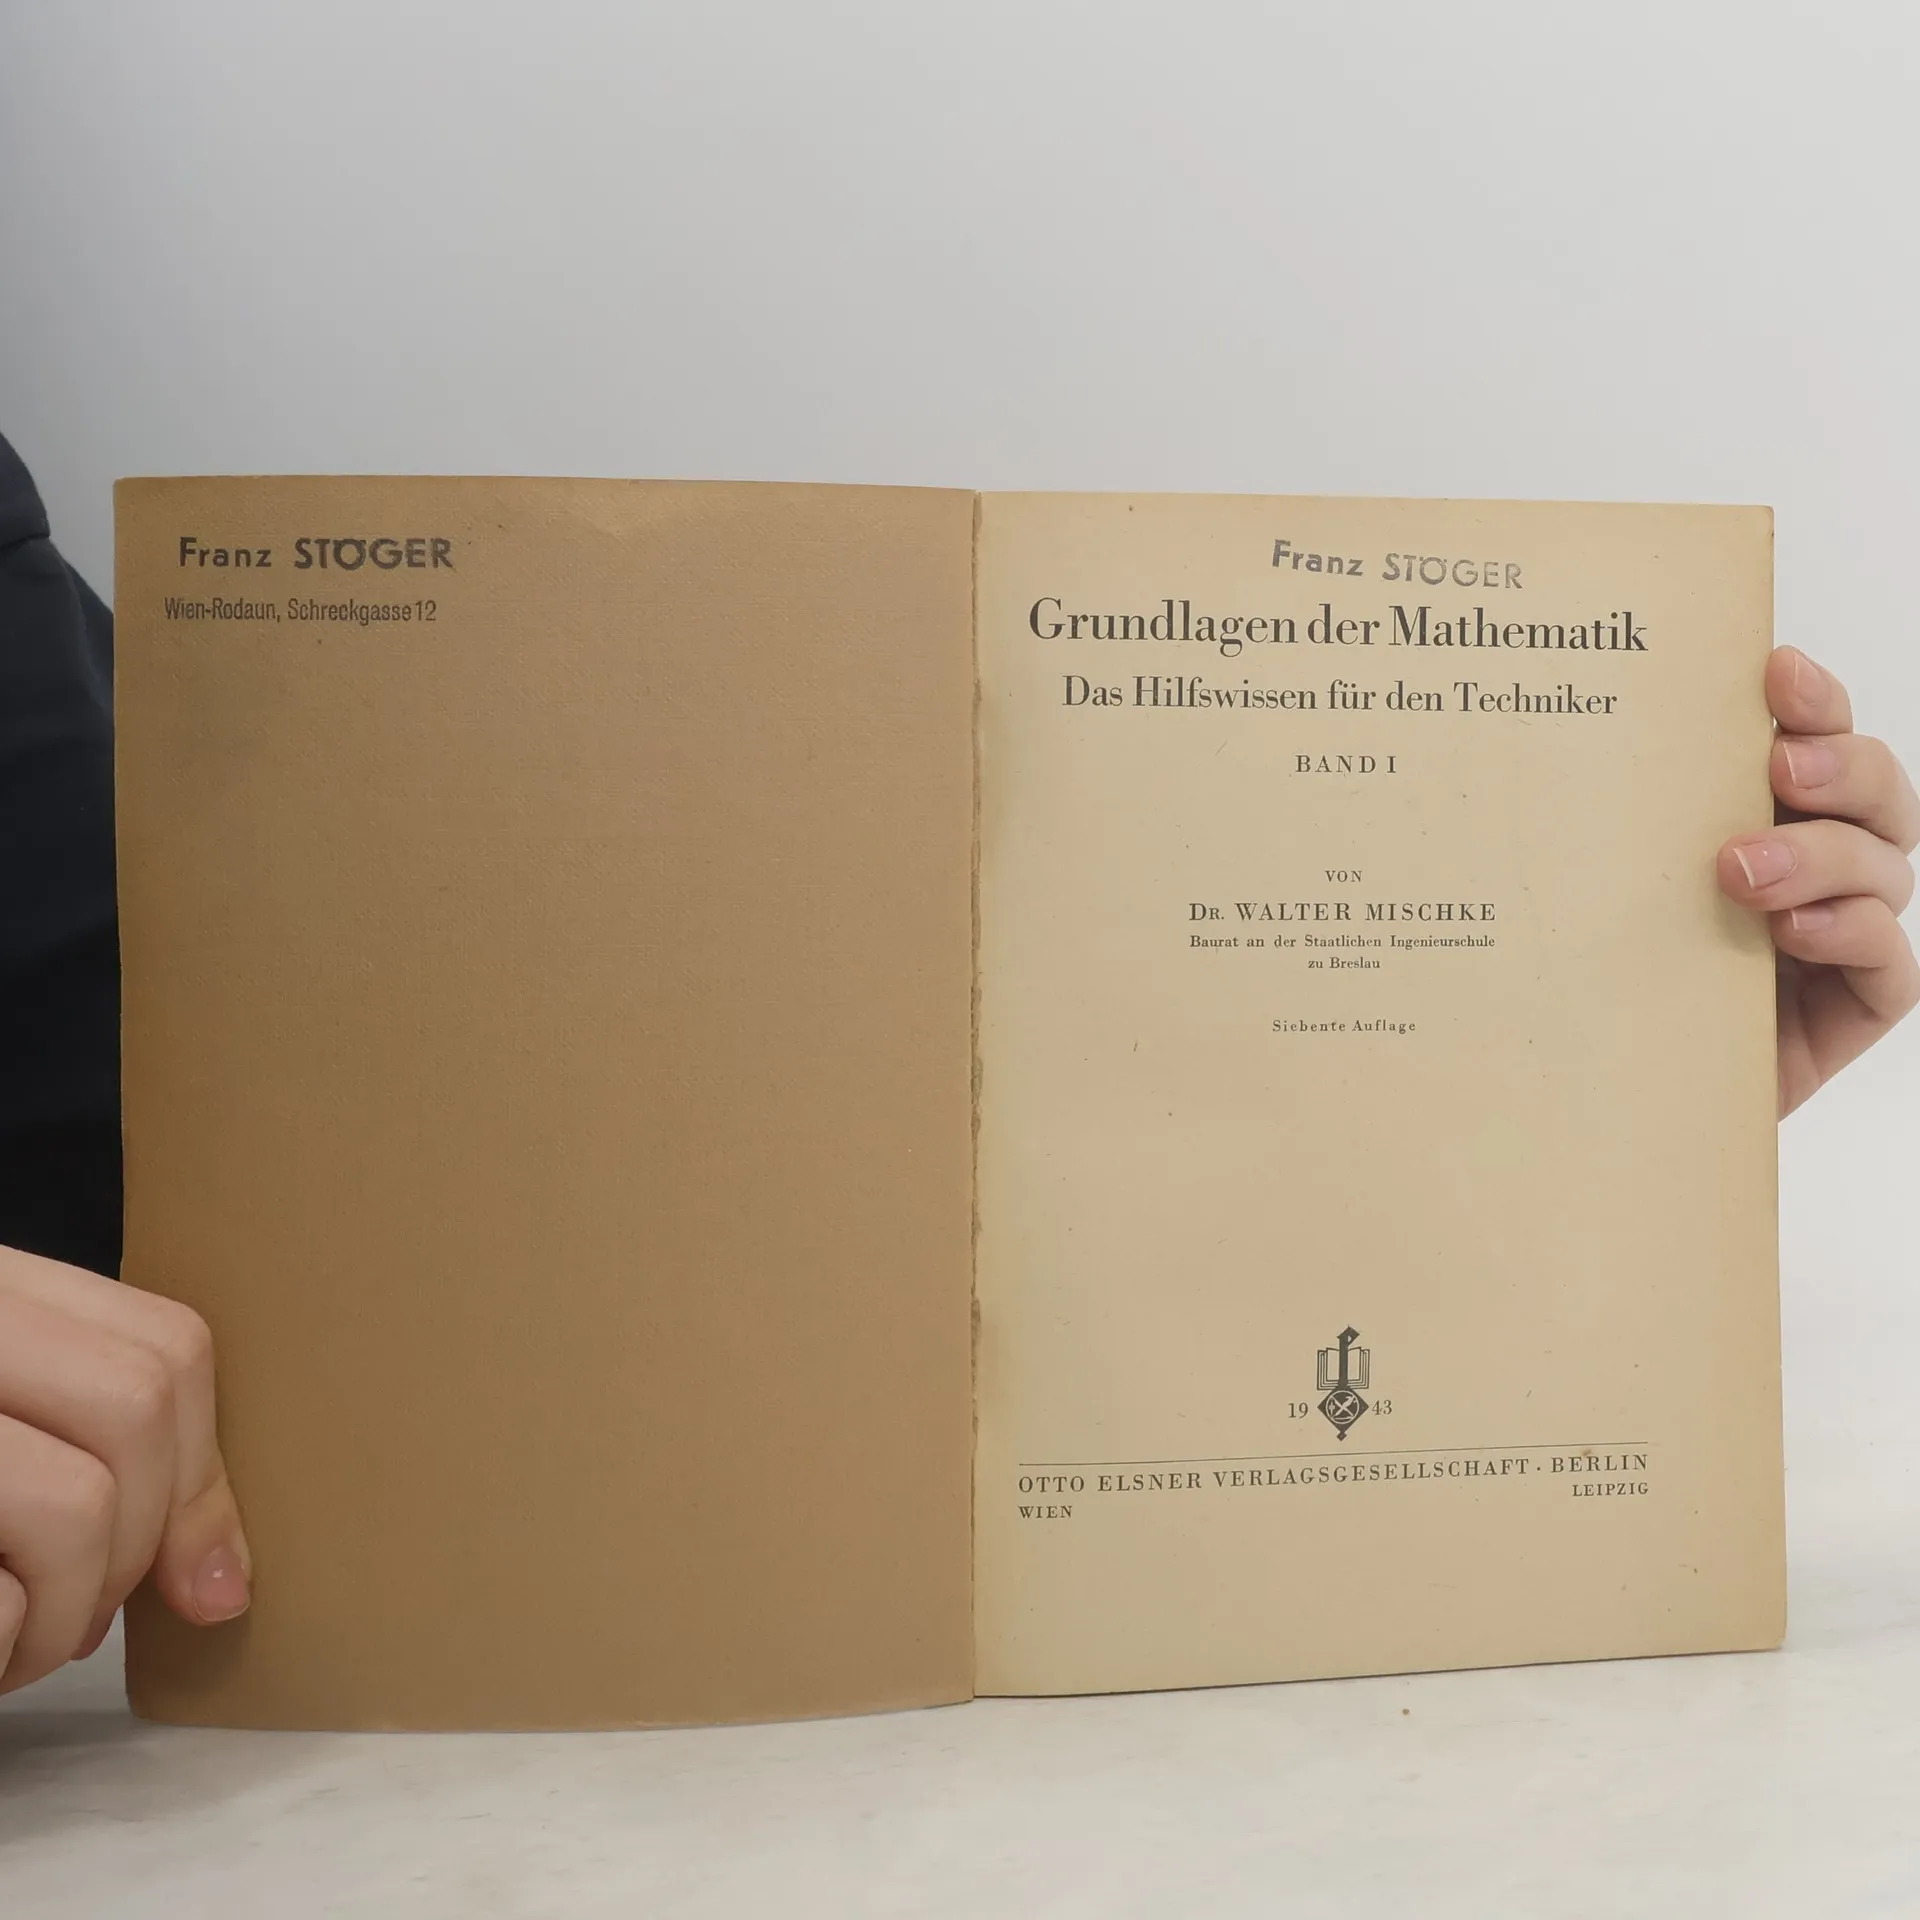 Franz STÖGER
Wien-Rodaun, Schreckgasse 12
Franz STÖGER
Grundlagen der Mathematik
Das Hilfswissen für den Techniker
BAND I
VON
DR. WALTER MISCHKE
Baurat an der Staatlichen Ingenieurschule
zu Breslau
Siebente Auflage
19 43
OTTO ELSNER VERLAGSGESELLSCHAFT · BERLIN
WIEN LEIPZIG